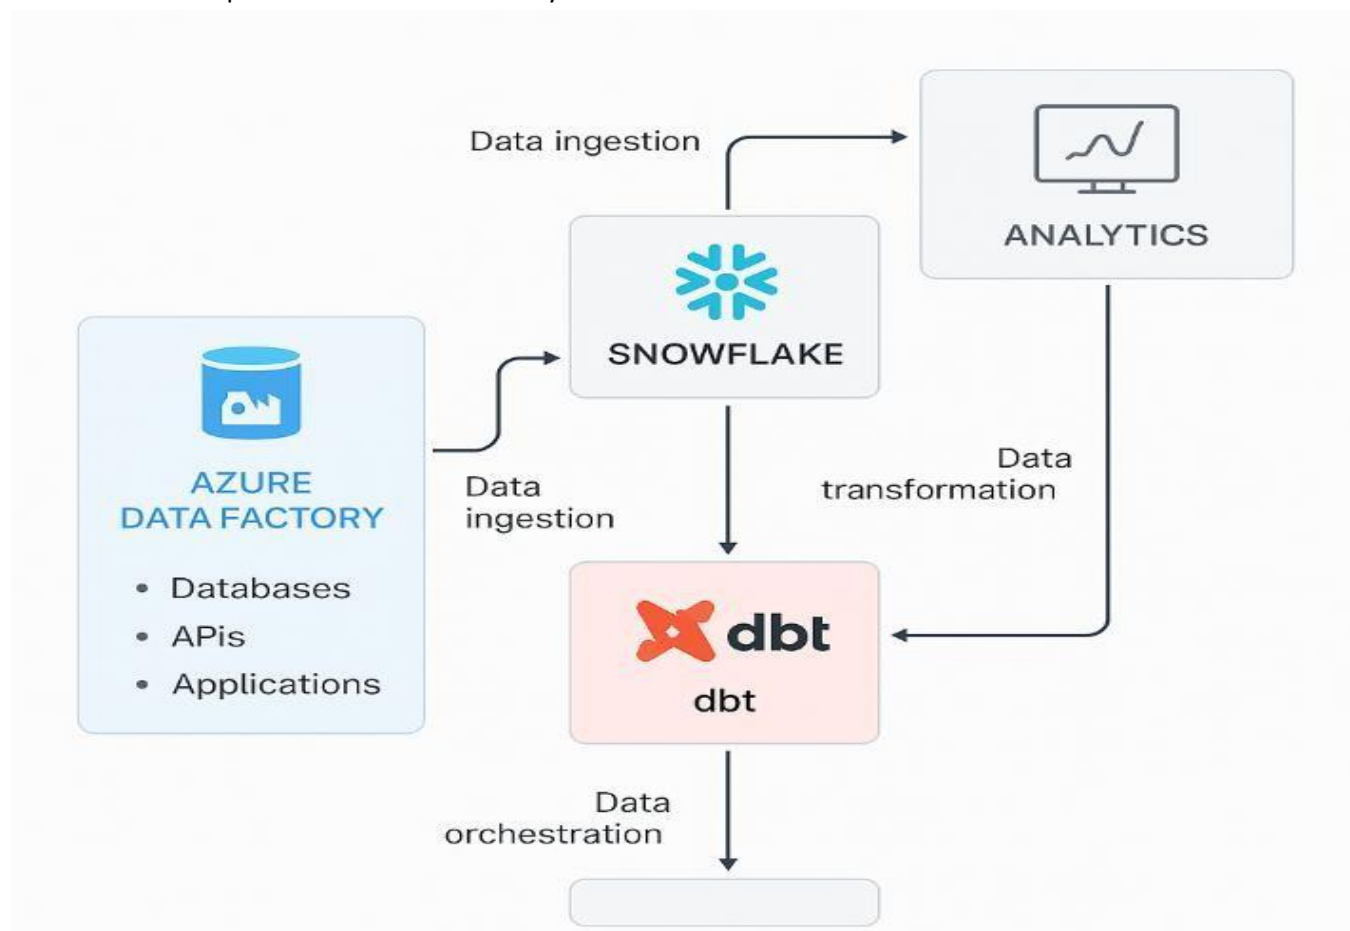 Data ingestion
ANALYTICS
SNOWFLAKE
AZURE
DATA FACTORY
• Databases
• APis
• Applications
Data
ingestion
Data
transformation
dbt
dbt
Data
orchestration